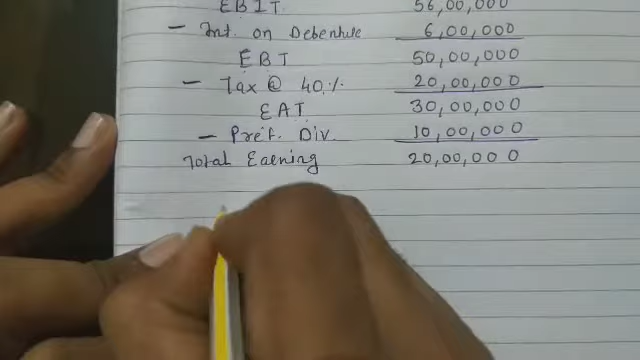 EBIT 56,00,000
- Int. on Debenture 6,00,000
EBT 50,00,000
- Tax @ 40% 20,00,000
EAT 30,00,000
- Pref. Div. 10,00,000
Total Earning 20,00,000